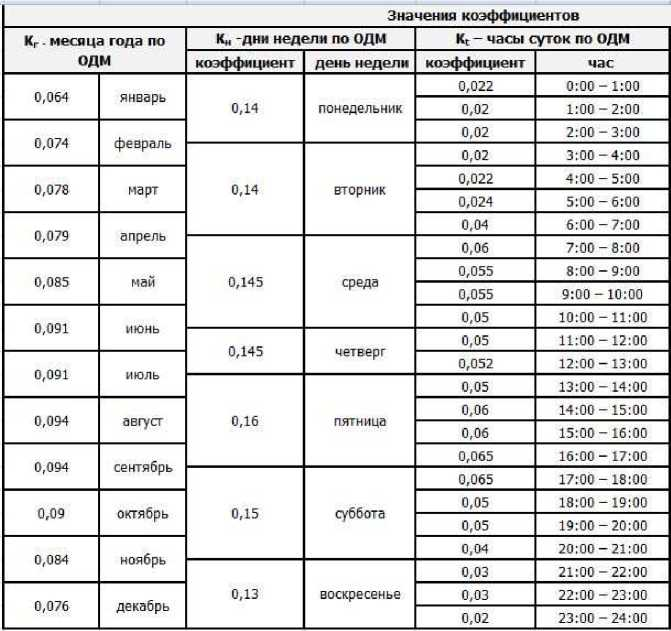 Значения коэффициентов
Kг - месяца года по ОДМ Kн -дни недели по ОДМ Kt – часы суток по ОДМ
коэффициент день недели коэффициент час
0,064 январь
0,074 февраль
0,078 март
0,079 апрель
0,085 май
0,091 июнь
0,091 июль
0,094 август
0,094 сентябрь
0,09 октябрь
0,084 ноябрь
0,076 декабрь
0,14 понедельник
0,14 вторник
0,145 среда
0,145 четверг
0,16 пятница
0,15 суббота
0,13 воскресенье
0,022 0:00 – 1:00
0,02 1:00 – 2:00
0,02 2:00 – 3:00
0,02 3:00 – 4:00
0,022 4:00 – 5:00
0,024 5:00 – 6:00
0,04 6:00 – 7:00
0,06 7:00 – 8:00
0,055 8:00 – 9:00
0,055 9:00 – 10:00
0,05 10:00 – 11:00
0,05 11:00 – 12:00
0,052 12:00 – 13:00
0,05 13:00 – 14:00
0,06 14:00 – 15:00
0,06 15:00 – 16:00
0,065 16:00 – 17:00
0,065 17:00 – 18:00
0,05 18:00 – 19:00
0,05 19:00 – 20:00
0,04 20:00 – 21:00
0,03 21:00 – 22:00
0,03 22:00 – 23:00
0,02 23:00 – 24:00